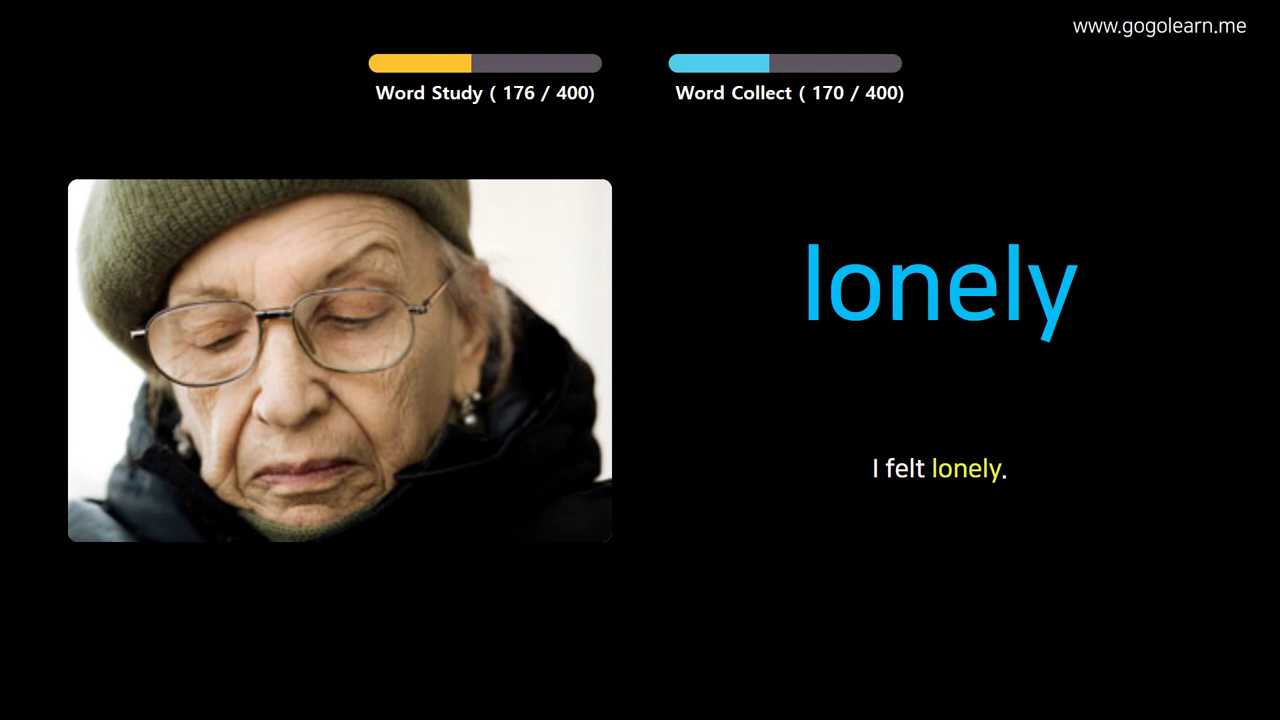 www.gogolearn.me
Word Study ( 176 / 400)
Word Collect ( 170 / 400)
lonely
I felt lonely.